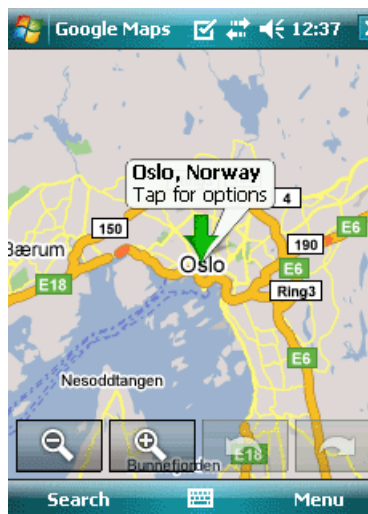 Google Maps 12:37
Oslo, Norway
Tap for options
4
150
E6
Bærum
190
Oslo
E6
E18
Ring3
E6
Nesoddtangen
E18
Bunnefjorden
Search
Menu